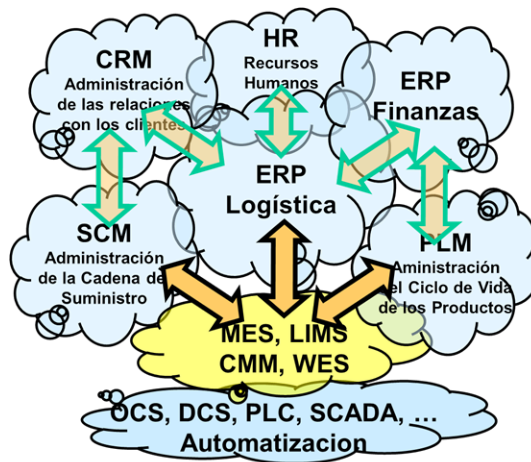 CRM
Administración
de las relaciones
con los clientes
HR
Recursos
Humanos
ERP
Finanzas
ERP
Logística
SCM
Administración
de la Cadena de
Suministro
PLM
Aministración
del Ciclo de Vida
de los Productos
MES, LIMS
CMM, WES
OCS, DCS, PLC, SCADA, ...
Automatizacion